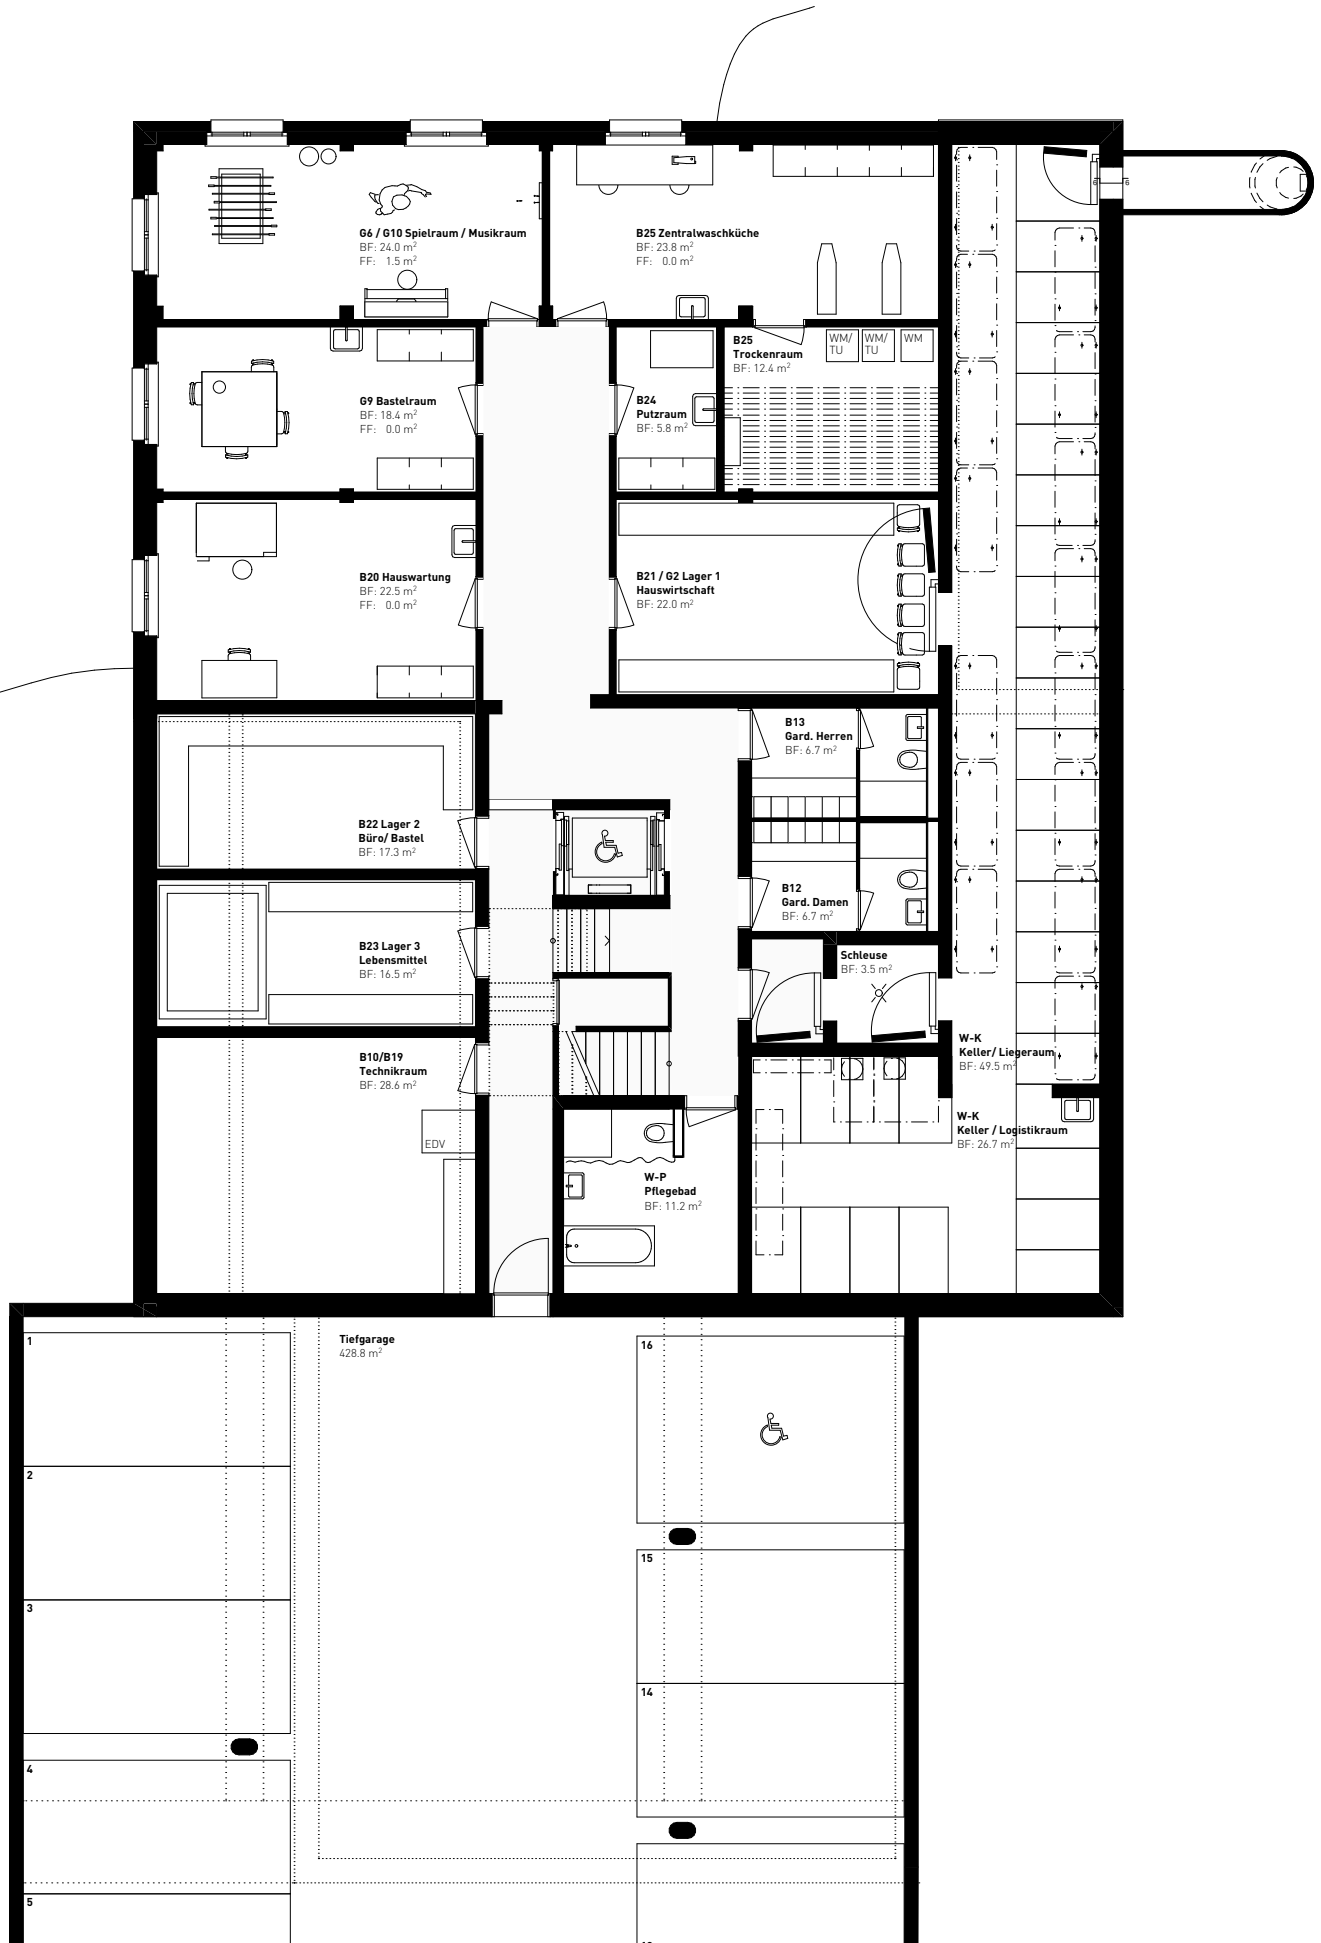 G6 / G10 Spielraum / Musikraum
BF: 24.0 m²
FF: 1.5 m²
B25 Zentralwaschküche
BF: 23.8 m²
FF: 0.0 m²
6
6
B25
Trockenraum
BF: 12.4 m²
WM/
TU
WM/
TU
WM
G9 Bastelraum
BF: 18.4 m²
FF: 0.0 m²
B24
Putzraum
BF: 5.8 m²
B20 Hauswartung
BF: 22.5 m²
FF: 0.0 m²
B21 / G2 Lager 1
Hauswirtschaft
BF: 22.0 m²
B13
Gard. Herren
BF: 6.7 m²
B22 Lager 2
Büro/ Bastel
BF: 17.3 m²
B12
Gard. Damen
BF: 6.7 m²
B23 Lager 3
Lebensmittel
BF: 16.5 m²
Schleuse
BF: 3.5 m²
W-K
Keller/ Liegeraum
BF: 49.5 m²
B10/B19
Technikraum
BF: 28.6 m²
EDV
W-K
Keller / Logistikraum
BF: 26.7 m²
W-P
Pflegebad
BF: 11.2 m²
Tiefgarage
428.8 m²
1
16
2
15
3
14
4
5